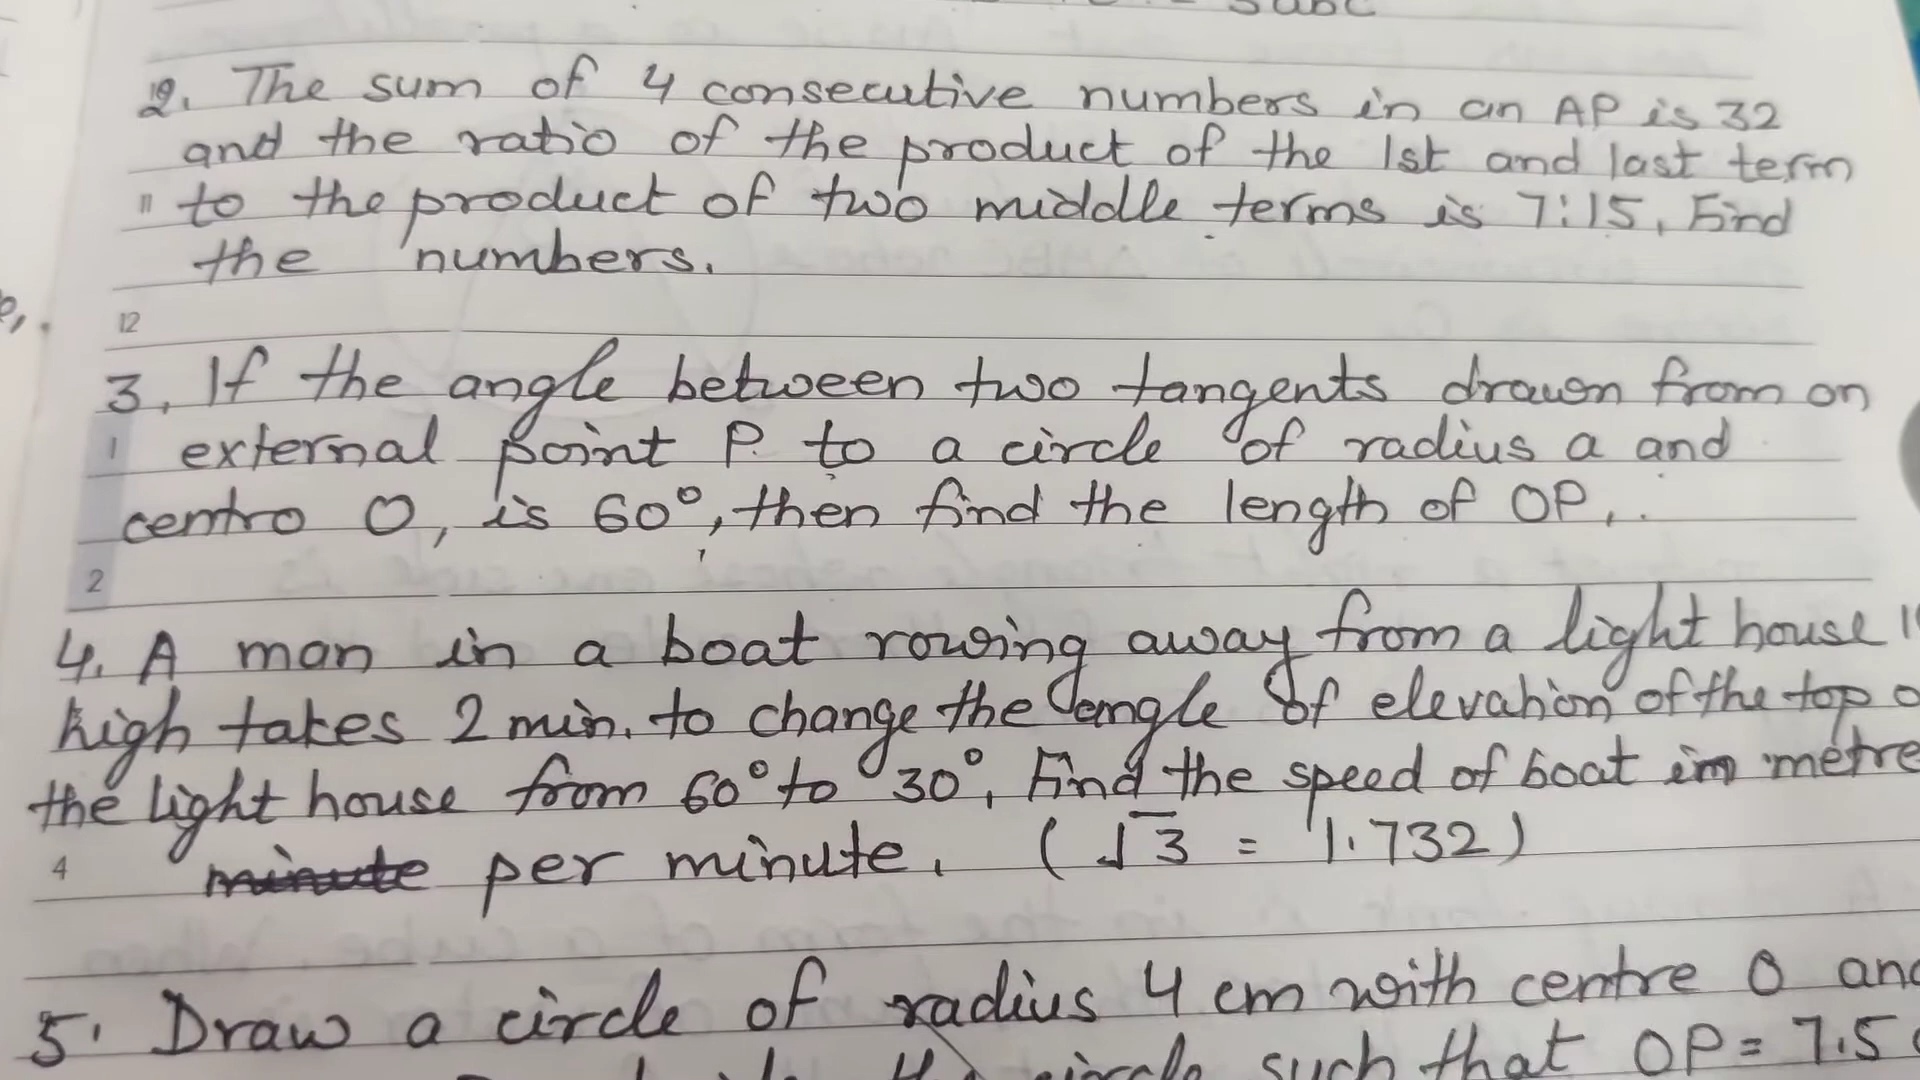 2. The sum of 4 consecutive numbers in an AP is 32
and the ratio of the product of the 1st and last term
11 to the product of two middle terms is 7:15, Find
the numbers.
12
3. If the angle between two tangents drawn from on
1 external point P. to a circle of radius a and
centro O, is 60°, then find the length of OP.
2
4. A man in a boat rowing away from a light house
high takes 2 min. to change the angle of elevation of the top
the light house from 60° to 30°. Find the speed of boat in metre
4 minute per minute. (√3 = 1.732)
5. Draw a circle of radius 4 cm with centre O and
circle such that OP = 7.5